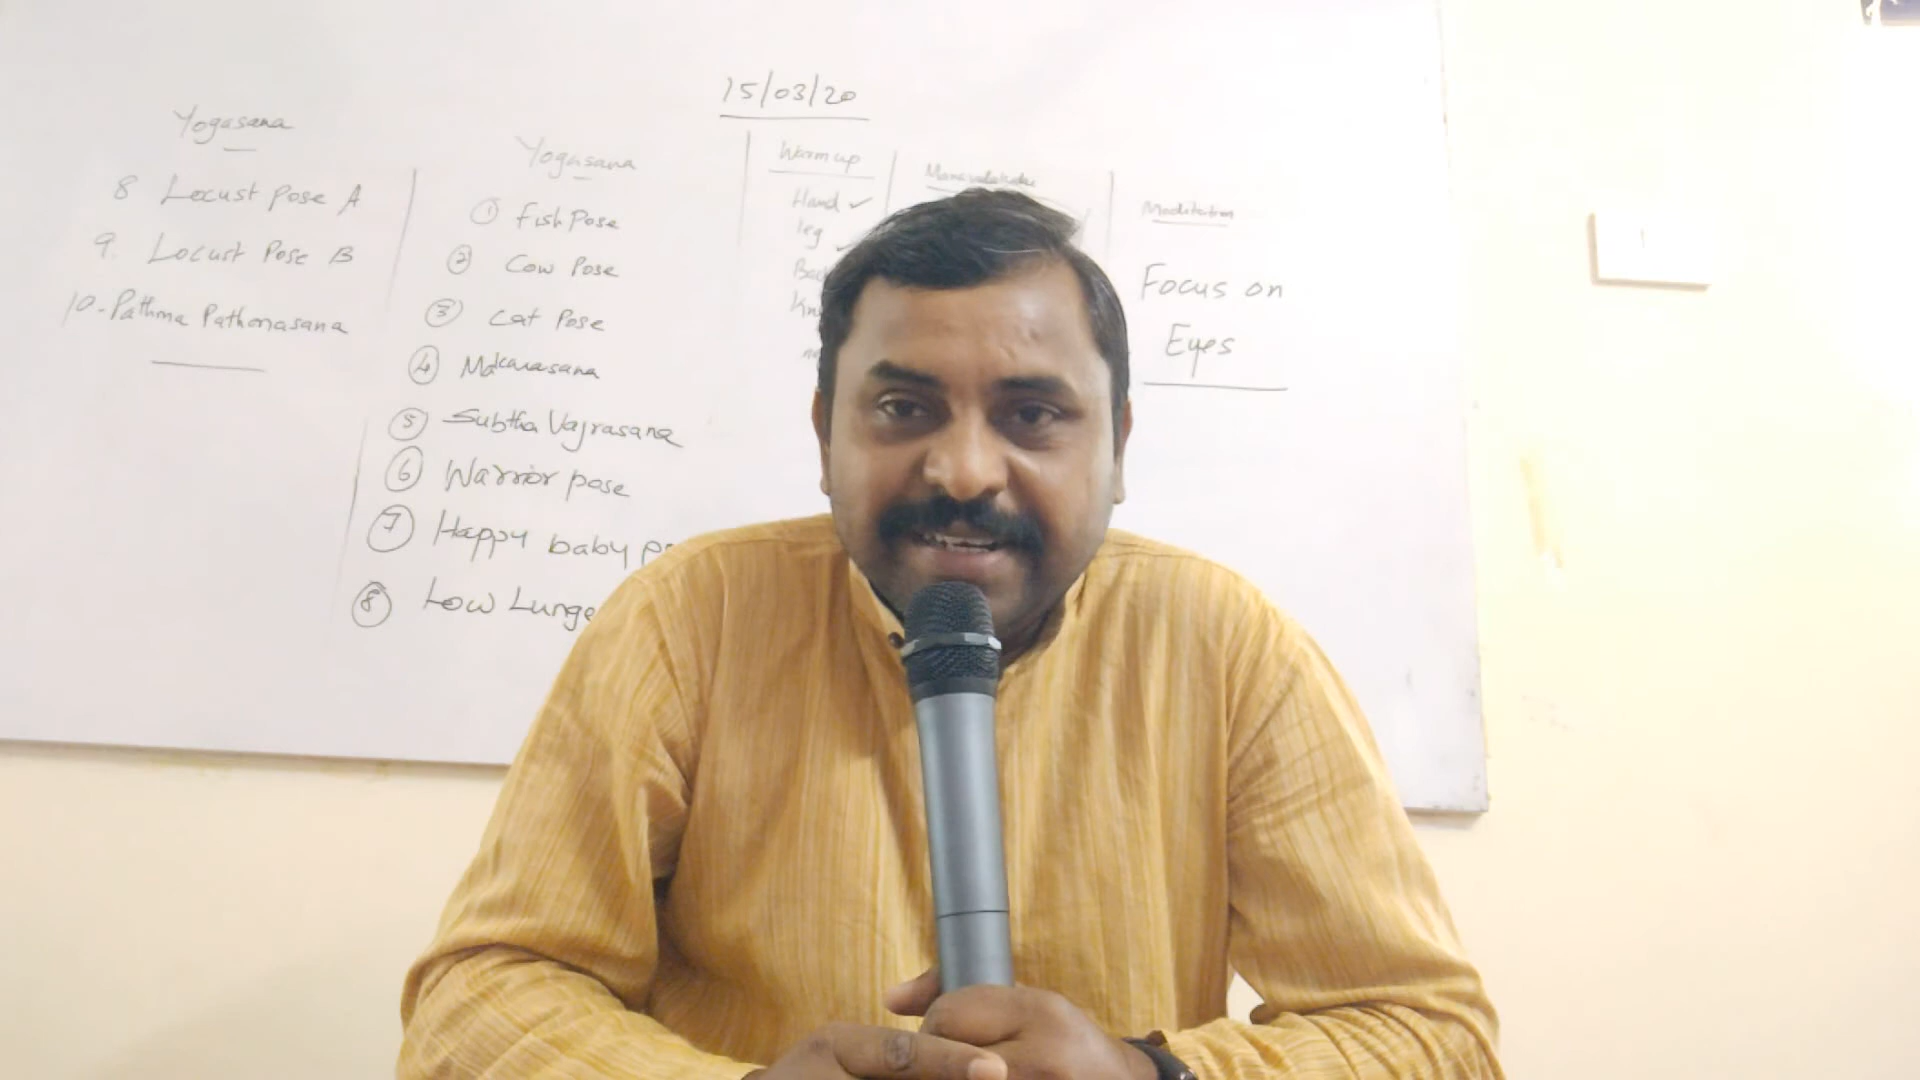 15/03/20
Yogasana
8 Locust Pose A
9. Locust Pose B
10-Pathma Pathmasana
Yogasana
① Fish Pose
② Cow Pose
③ Cat Pose
④ Makarasana
⑤ Subtha Vajrasana
⑥ Warrior pose
⑦ Happy baby
⑧ Low Lunge
Warm up
Hand ✓
leg ✓
Meditation
Focus on
Eyes